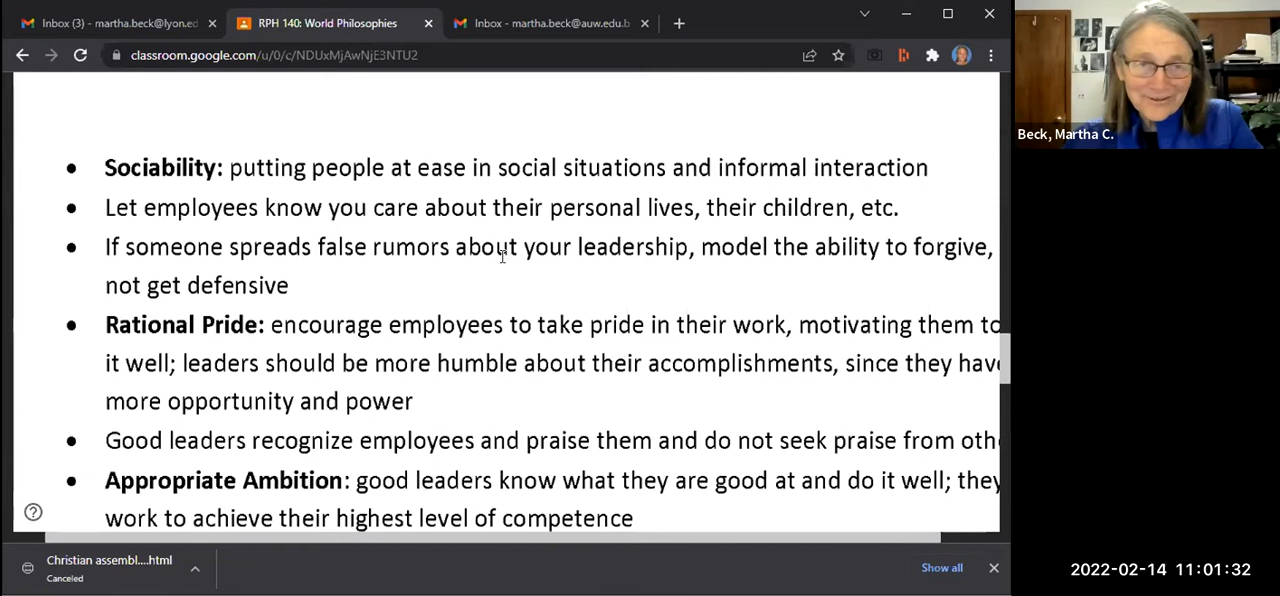 Inbox (3) - martha.beck@lyon.ed
RPH 140: World Philosophies
Inbox - martha.beck@auw.edu.b
classroom.google.com/u/0/c/NDUxMjAwNjE3NTU2
Beck, Martha C.
• Sociability: putting people at ease in social situations and informal interaction
• Let employees know you care about their personal lives, their children, etc.
• If someone spreads false rumors about your leadership, model the ability to forgive,
not get defensive
• Rational Pride: encourage employees to take pride in their work, motivating them to
it well; leaders should be more humble about their accomplishments, since they have
more opportunity and power
• Good leaders recognize employees and praise them and do not seek praise from oth
• Appropriate Ambition: good leaders know what they are good at and do it well; they
work to achieve their highest level of competence
Christian assembl....html
Canceled
Show all
2022-02-14 11:01:32